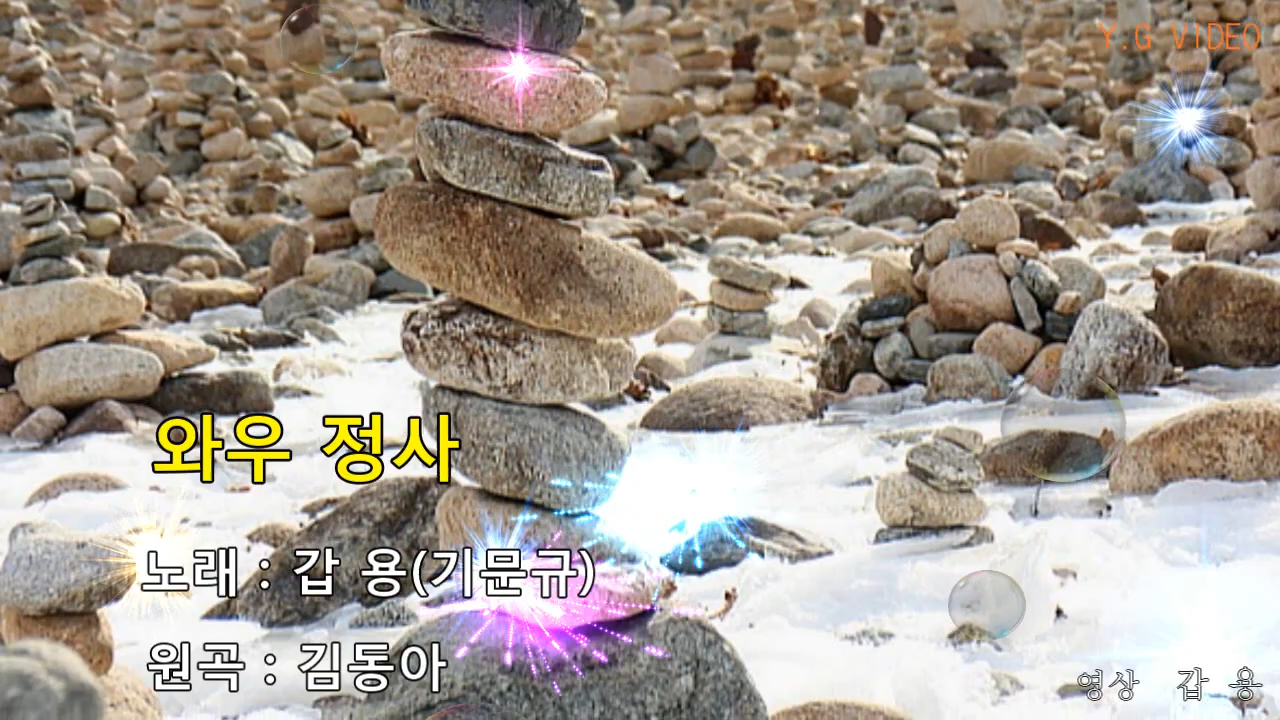 Y.G VIDEO
와우 정사
노래 : 갑 용(기문규)
원곡 : 김동아
영상 갑 용